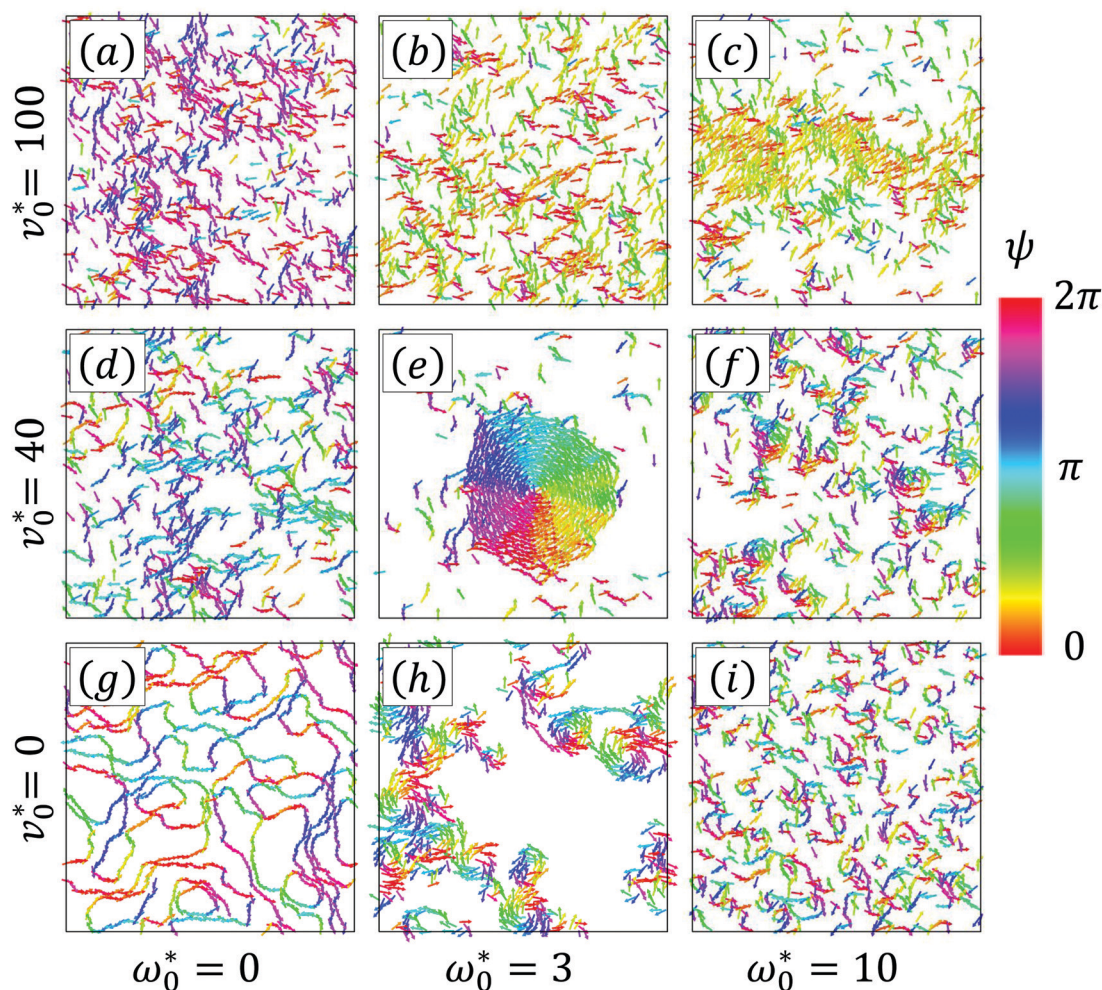 (a) (b) (c)
v₀* = 100
ψ
2π
(d) (e) (f)
v₀* = 40
π
0
(g) (h) (i)
v₀* = 0
ω₀* = 0 ω₀* = 3 ω₀* = 10